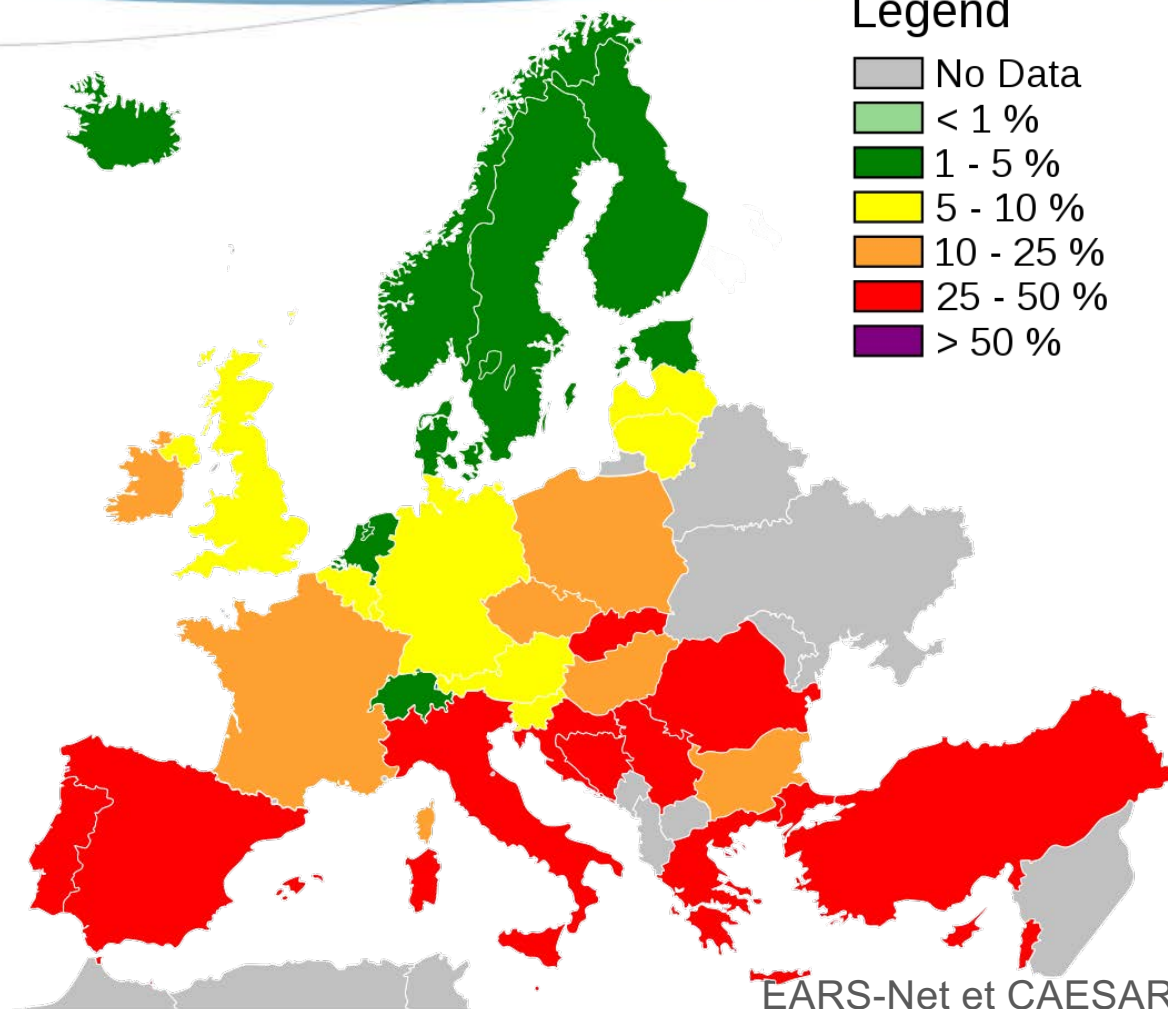 Legend
No Data
< 1 %
1 - 5 %
5 - 10 %
10 - 25 %
25 - 50 %
> 50 %
EARS-Net et CAESAR